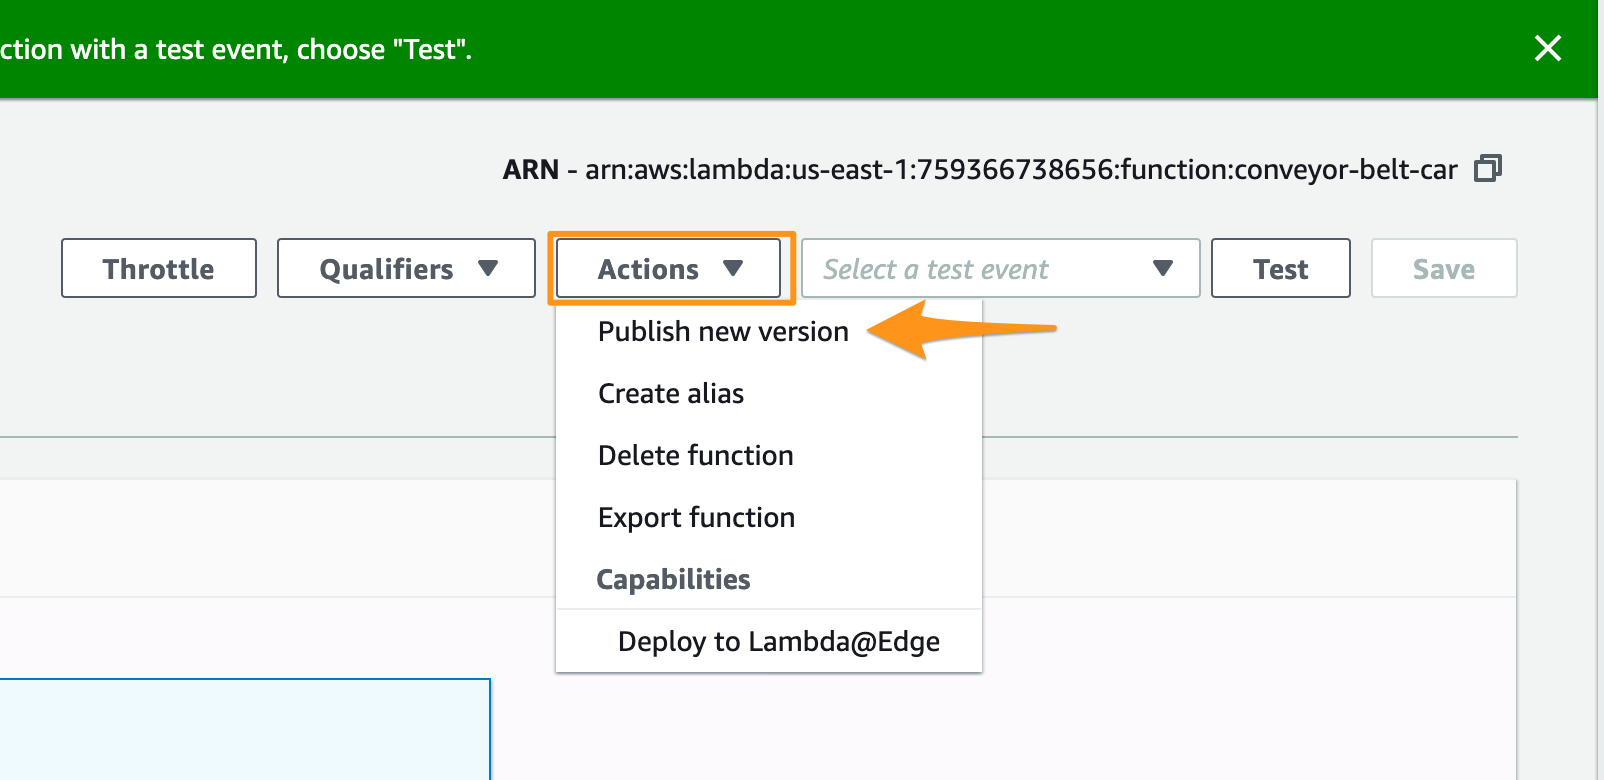 ction with a test event, choose "Test".
ARN - arn:aws:lambda:us-east-1:759366738656:function:conveyor-belt-car
Throttle
Qualifiers
Actions
Select a test event
Test
Save
Publish new version
Create alias
Delete function
Export function
Capabilities
Deploy to Lambda@Edge